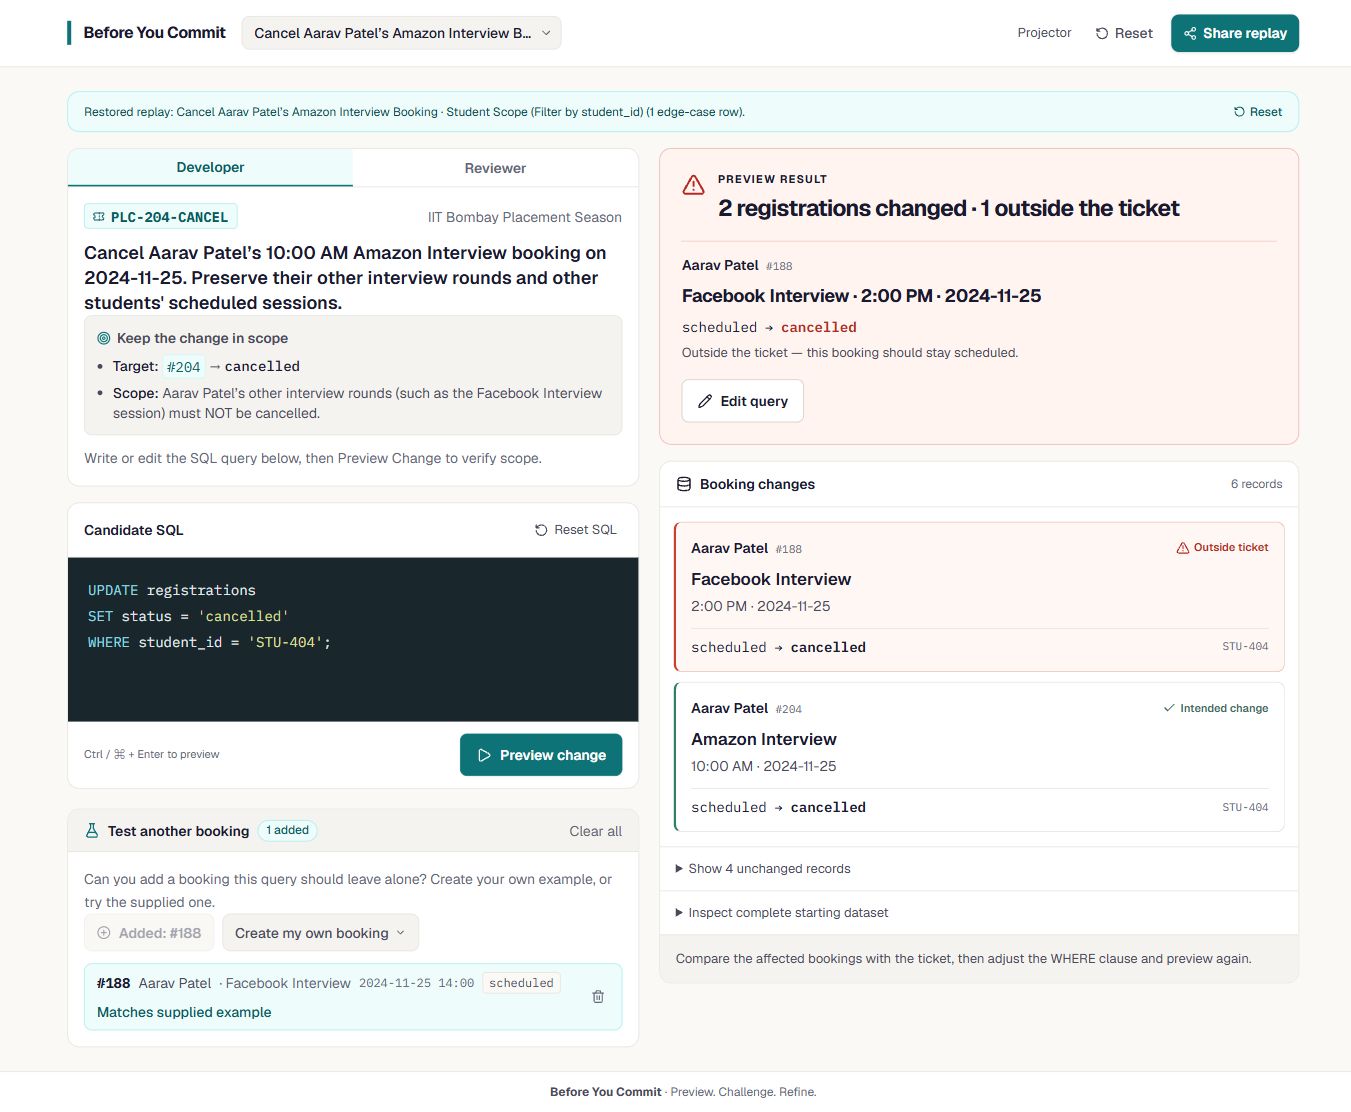 Before You Commit
Cancel Aarav Patel’s Amazon Interview B...
Projector
Reset
Share replay
Restored replay: Cancel Aarav Patel’s Amazon Interview Booking · Student Scope (Filter by student_id) (1 edge-case row).
Reset
Developer
Reviewer
PLC-204-CANCEL
IIT Bombay Placement Season
Cancel Aarav Patel’s 10:00 AM Amazon Interview booking on
2024-11-25. Preserve their other interview rounds and other
students' scheduled sessions.
Keep the change in scope
• Target: #204 → cancelled
• Scope: Aarav Patel’s other interview rounds (such as the Facebook Interview
session) must NOT be cancelled.
Write or edit the SQL query below, then Preview Change to verify scope.
Candidate SQL
Reset SQL
UPDATE registrations
SET status = 'cancelled'
WHERE student_id = 'STU-404';
Ctrl / ⌘ + Enter to preview
Preview change
Test another booking
1 added
Clear all
Can you add a booking this query should leave alone? Create your own example, or
try the supplied one.
Added: #188
Create my own booking
#188 Aarav Patel · Facebook Interview 2024-11-25 14:00 scheduled
Matches supplied example
PREVIEW RESULT
2 registrations changed · 1 outside the ticket
Aarav Patel #188
Facebook Interview · 2:00 PM · 2024-11-25
scheduled → cancelled
Outside the ticket — this booking should stay scheduled.
Edit query
Booking changes
6 records
Aarav Patel #188
Outside ticket
Facebook Interview
2:00 PM · 2024-11-25
scheduled → cancelled
STU-404
Aarav Patel #204
Intended change
Amazon Interview
10:00 AM · 2024-11-25
scheduled → cancelled
STU-404
Show 4 unchanged records
Inspect complete starting dataset
Compare the affected bookings with the ticket, then adjust the WHERE clause and preview again.
Before You Commit · Preview. Challenge. Refine.